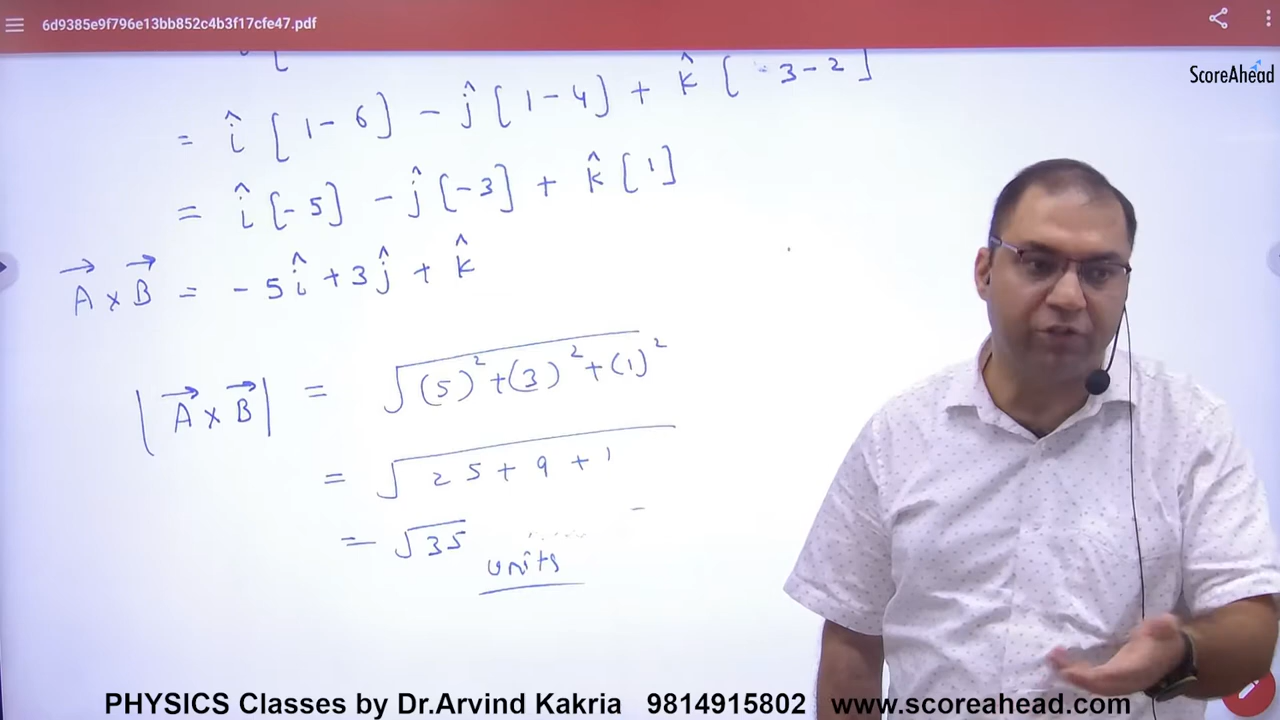 6d9385e9f796e13bb852c4b3f17cfe47.pdf
ScoreAhead
= î [1-6] - ĵ [1-4] + k̂ [3-2]
= î [-5] - ĵ [-3] + k̂ [1]
A⃗ × B⃗ = -5î + 3ĵ + k̂
|A⃗ × B⃗| = √(5)² + (3)² + (1)²
= √25 + 9 + 1
= √35 units
PHYSICS Classes by Dr.Arvind Kakria 9814915802 www.scoreahead.com